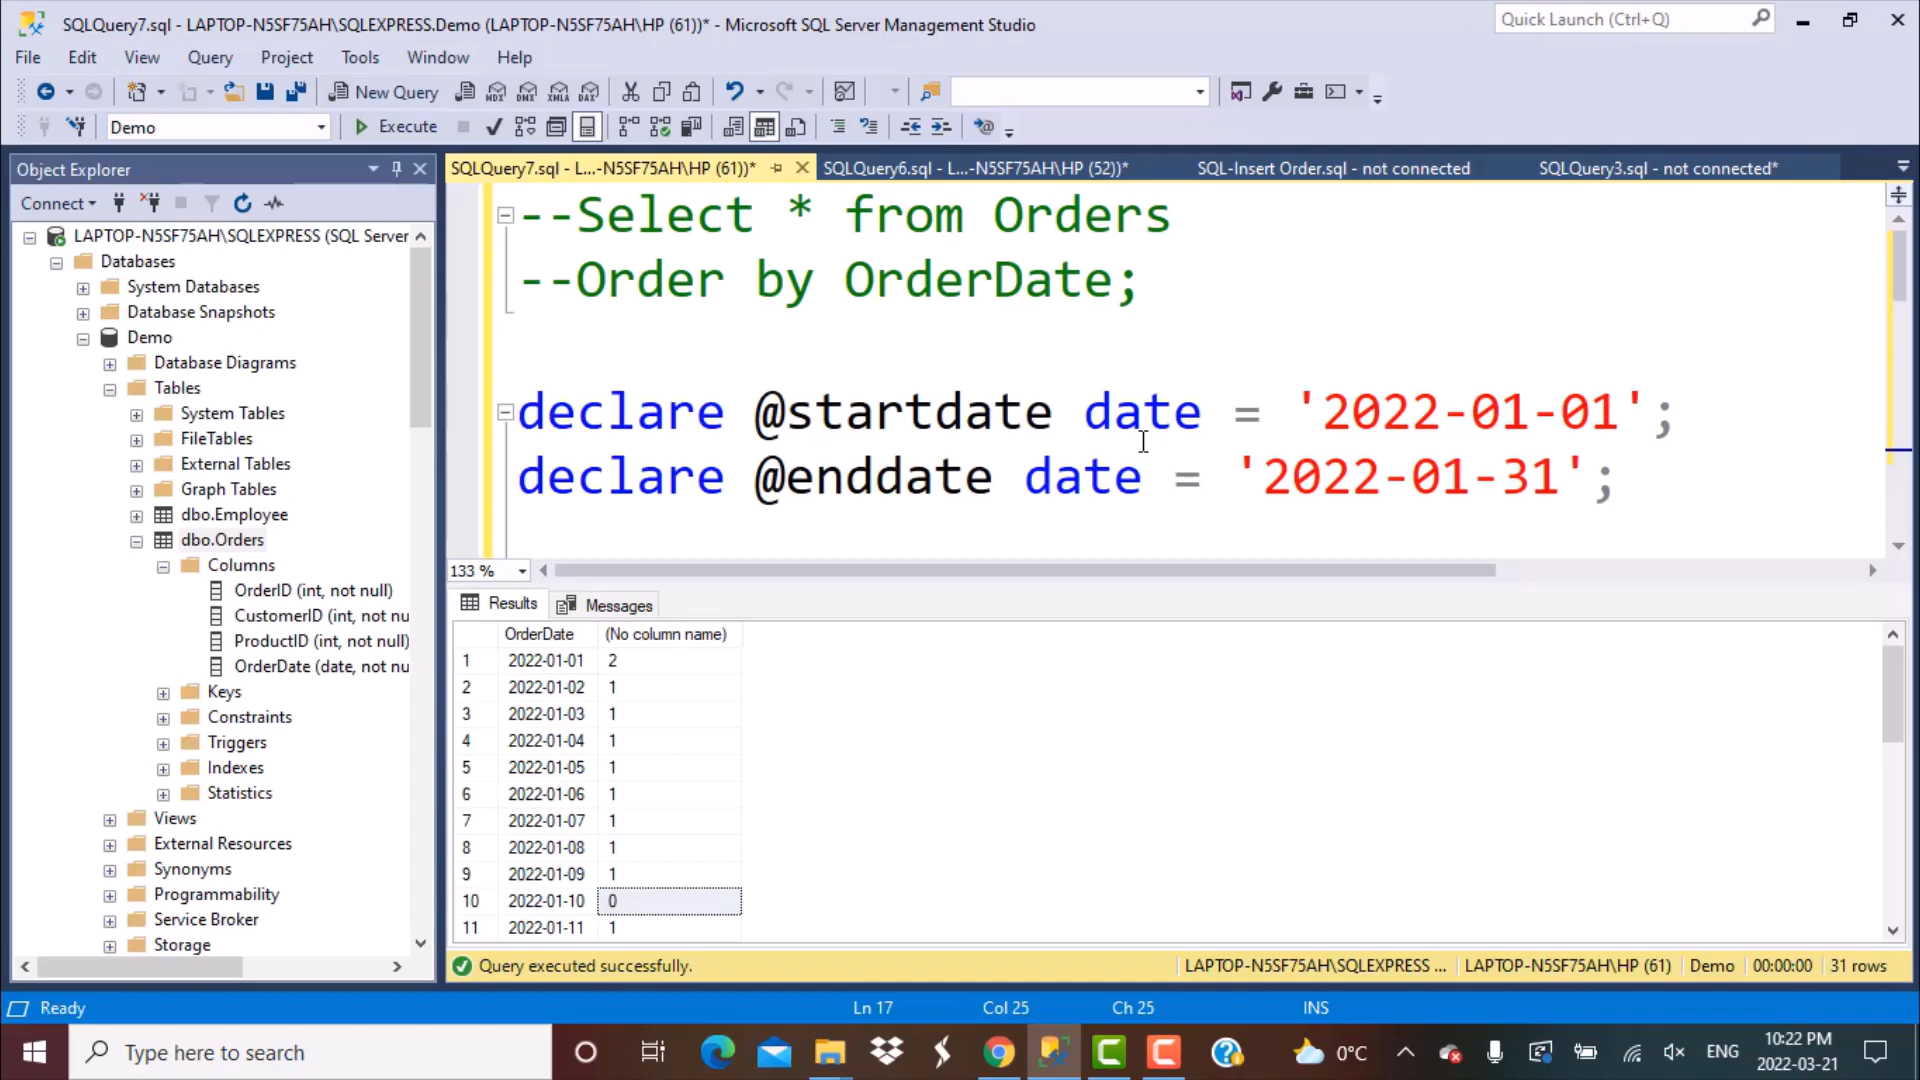 SQLQuery7.sql - LAPTOP-N5SF75AH\SQLEXPRESS.Demo (LAPTOP-N5SF75AH\HP (61))* - Microsoft SQL Server Management Studio
Quick Launch (Ctrl+Q)
File Edit View Query Project Tools Window Help
New Query
MDX DMX XMLA DAX
Demo
Execute
Object Explorer
SQLQuery7.sql - L...-N5SF75AH\HP (61))*
SQLQuery6.sql - L...-N5SF75AH\HP (52))*
SQL-Insert Order.sql - not connected
SQLQuery3.sql - not connected*
Connect
LAPTOP-N5SF75AH\SQLEXPRESS (SQL Server
Databases
System Databases
Database Snapshots
Demo
Database Diagrams
Tables
System Tables
FileTables
External Tables
Graph Tables
dbo.Employee
dbo.Orders
Columns
OrderID (int, not null)
CustomerID (int, not nu
ProductID (int, not null)
OrderDate (date, not nu
Keys
Constraints
Triggers
Indexes
Statistics
Views
External Resources
Synonyms
Programmability
Service Broker
Storage
--Select * from Orders
--Order by OrderDate;
declare @startdate date = '2022-01-01';
declare @enddate date = '2022-01-31';
133 %
Results Messages
OrderDate (No column name)
1 2022-01-01 2
2 2022-01-02 1
3 2022-01-03 1
4 2022-01-04 1
5 2022-01-05 1
6 2022-01-06 1
7 2022-01-07 1
8 2022-01-08 1
9 2022-01-09 1
10 2022-01-10 0
11 2022-01-11 1
Query executed successfully.
LAPTOP-N5SF75AH\SQLEXPRESS ... LAPTOP-N5SF75AH\HP (61) Demo 00:00:00 31 rows
Ready Ln 17 Col 25 Ch 25 INS
Type here to search
0°C
ENG
10:22 PM
2022-03-21